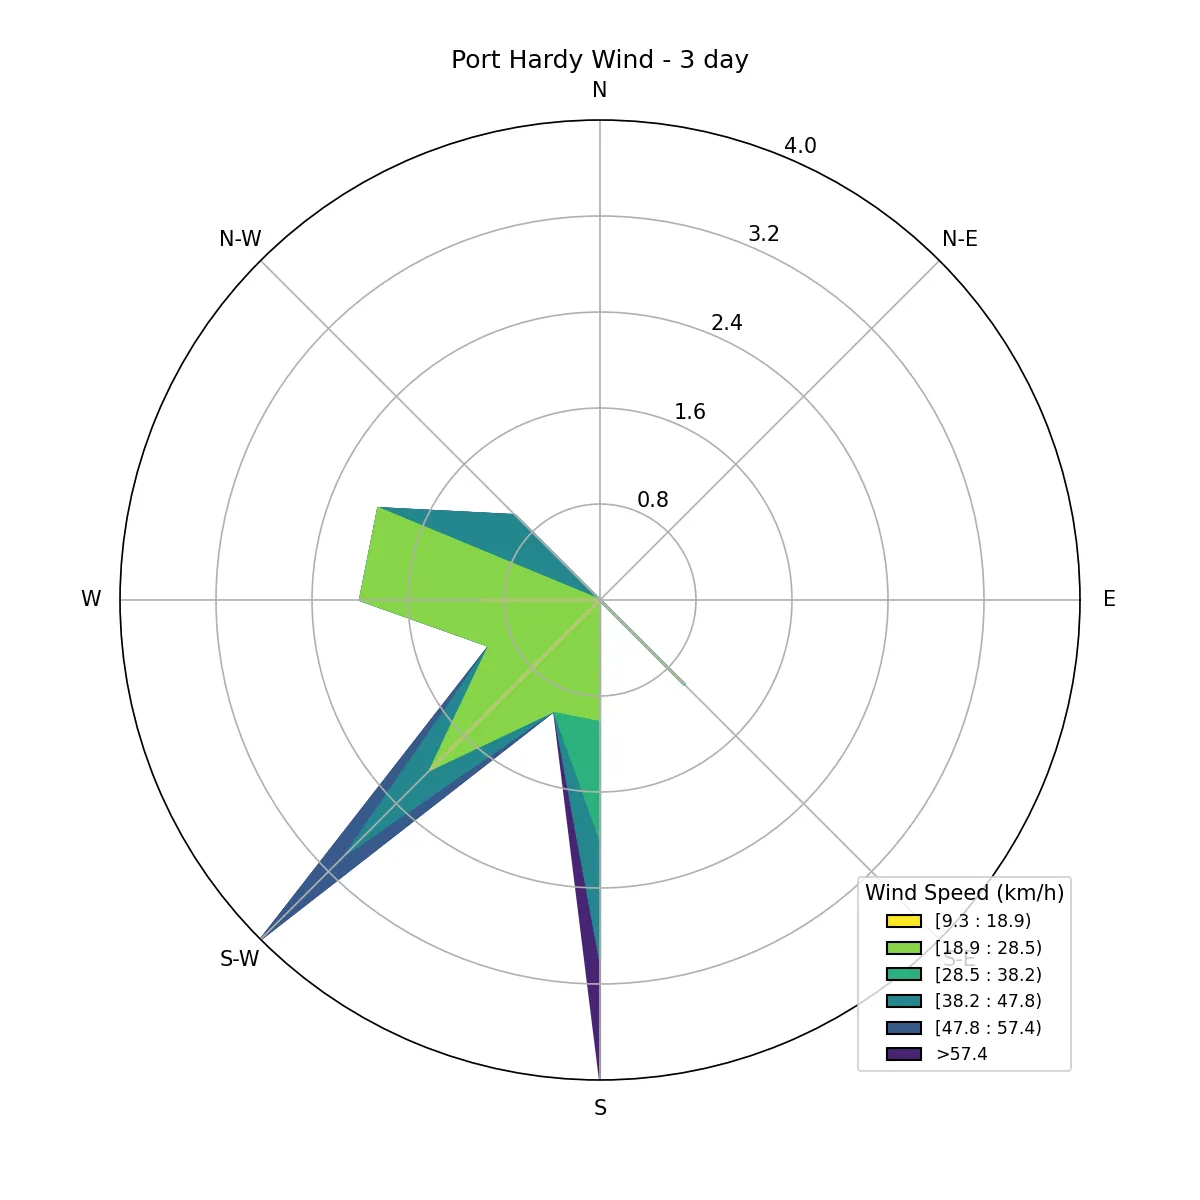 Port Hardy Wind - 3 day
N
4.0
N-W
N-E
3.2
2.4
1.6
0.8
W
E
S-W
S-E
S
Wind Speed (km/h)
[9.3 : 18.9)
[18.9 : 28.5)
[28.5 : 38.2)
[38.2 : 47.8)
[47.8 : 57.4)
>57.4